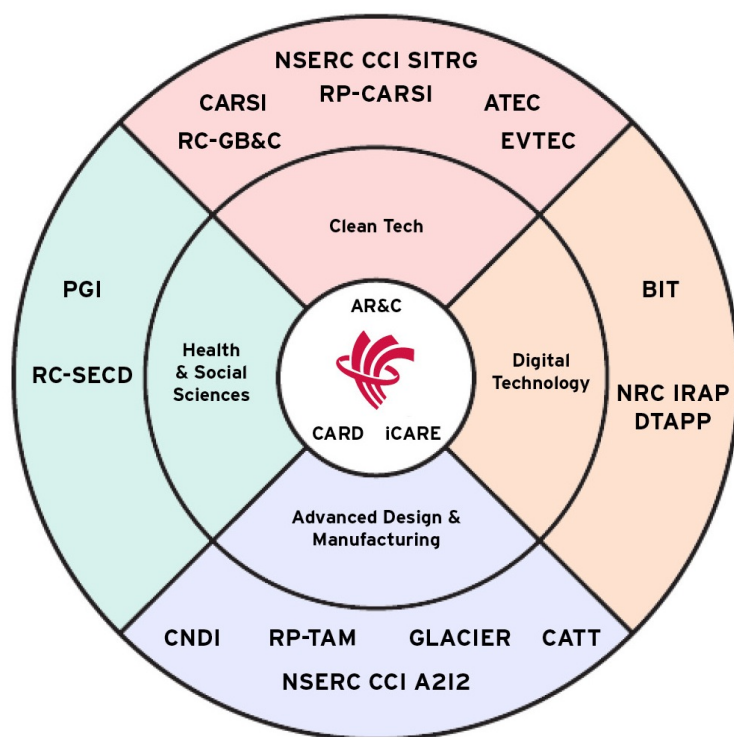 NSERC CCI SITRG
RP-CARSI
CARSI
ATEC
RC-GB&C
EVTEC
Clean Tech
PGI
RC-SECD
Health
& Social
Sciences
AR&C
CARD
iCARE
Digital
Technology
BIT
NRC IRAP
DTAPP
Advanced Design &
Manufacturing
CNDI
RP-TAM
GLACIER
CATT
NSERC CCI A2I2